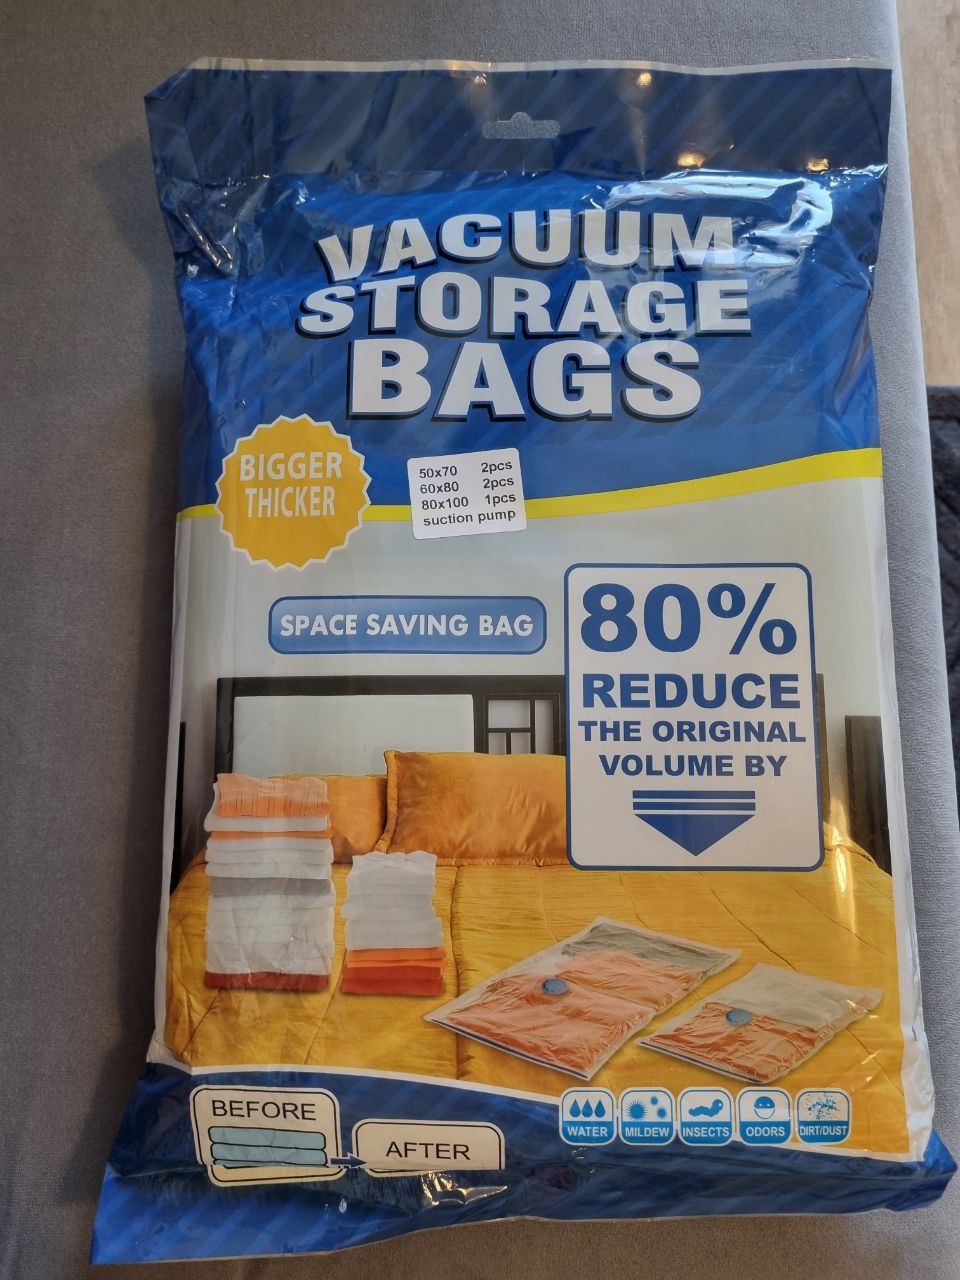 VACUUM
STORAGE
BAGS
BIGGER
THICKER
50x70 2pcs
60x80 2pcs
80x100 1pcs
suction pump
SPACE SAVING BAG
80%
REDUCE
THE ORIGINAL
VOLUME BY
BEFORE
AFTER
WATER
MILDEW
INSECTS
ODORS
DIRT/DUST